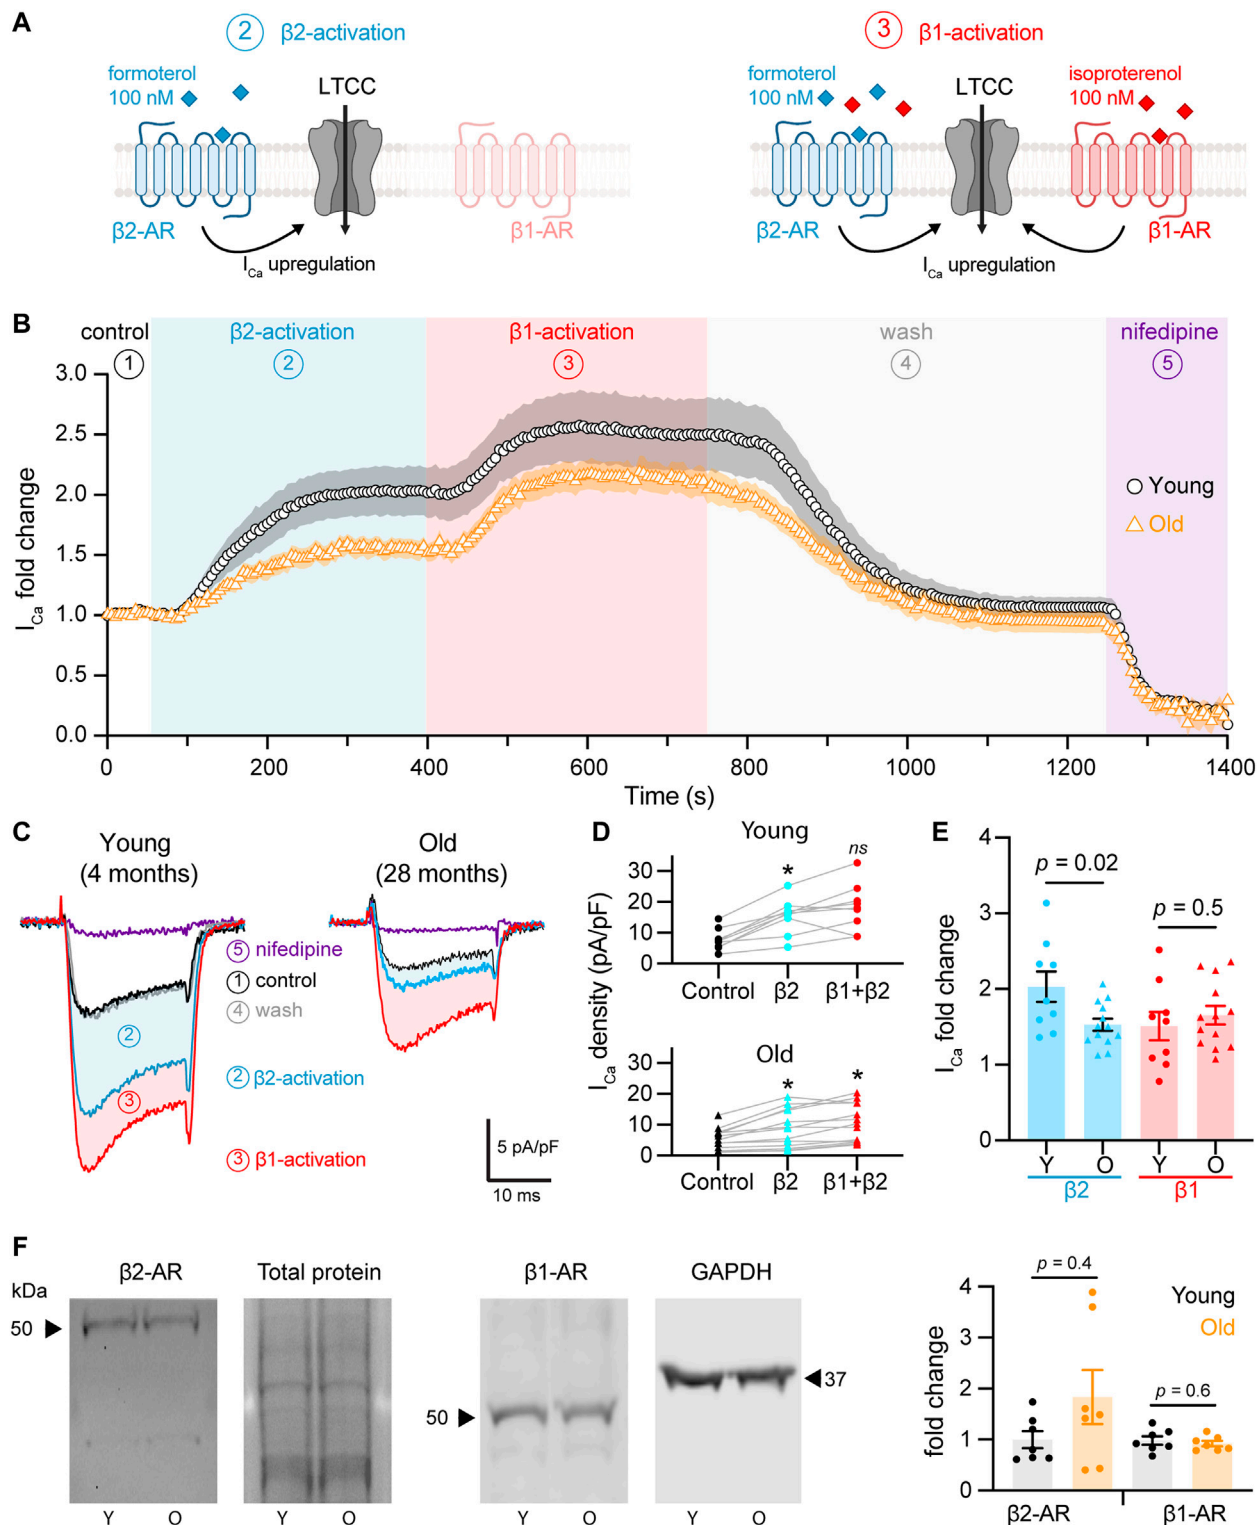 A
2 β2-activation
formoterol
100 nM
LTCC
β2-AR
β1-AR
I_Ca upregulation
3 β1-activation
formoterol
100 nM
LTCC
isoproterenol
100 nM
β2-AR
β1-AR
I_Ca upregulation
B
control β2-activation β1-activation wash nifedipine
1 2 3 4 5
3.0
2.5
2.0
1.5
1.0
0.5
0.0
I_Ca fold change
Young
Old
0 200 400 600 800 1000 1200 1400
Time (s)
C
Young
(4 months)
Old
(28 months)
5 nifedipine
1 control
4 wash
2
2 β2-activation
3
3 β1-activation
5 pA/pF
10 ms
D
Young
* ns
30
20
10
0
Control β2 β1+β2
I_Ca density (pA/pF)
Old
* *
30
20
10
0
Control β2 β1+β2
E
4
3
2
1
0
I_Ca fold change
p = 0.02
p = 0.5
Y O Y O
β2 β1
F
kDa
β2-AR Total protein β1-AR GAPDH
50
50
37
Y O Y O Y O Y O
p = 0.4
p = 0.6
Young
Old
4
3
2
1
0
fold change
β2-AR β1-AR